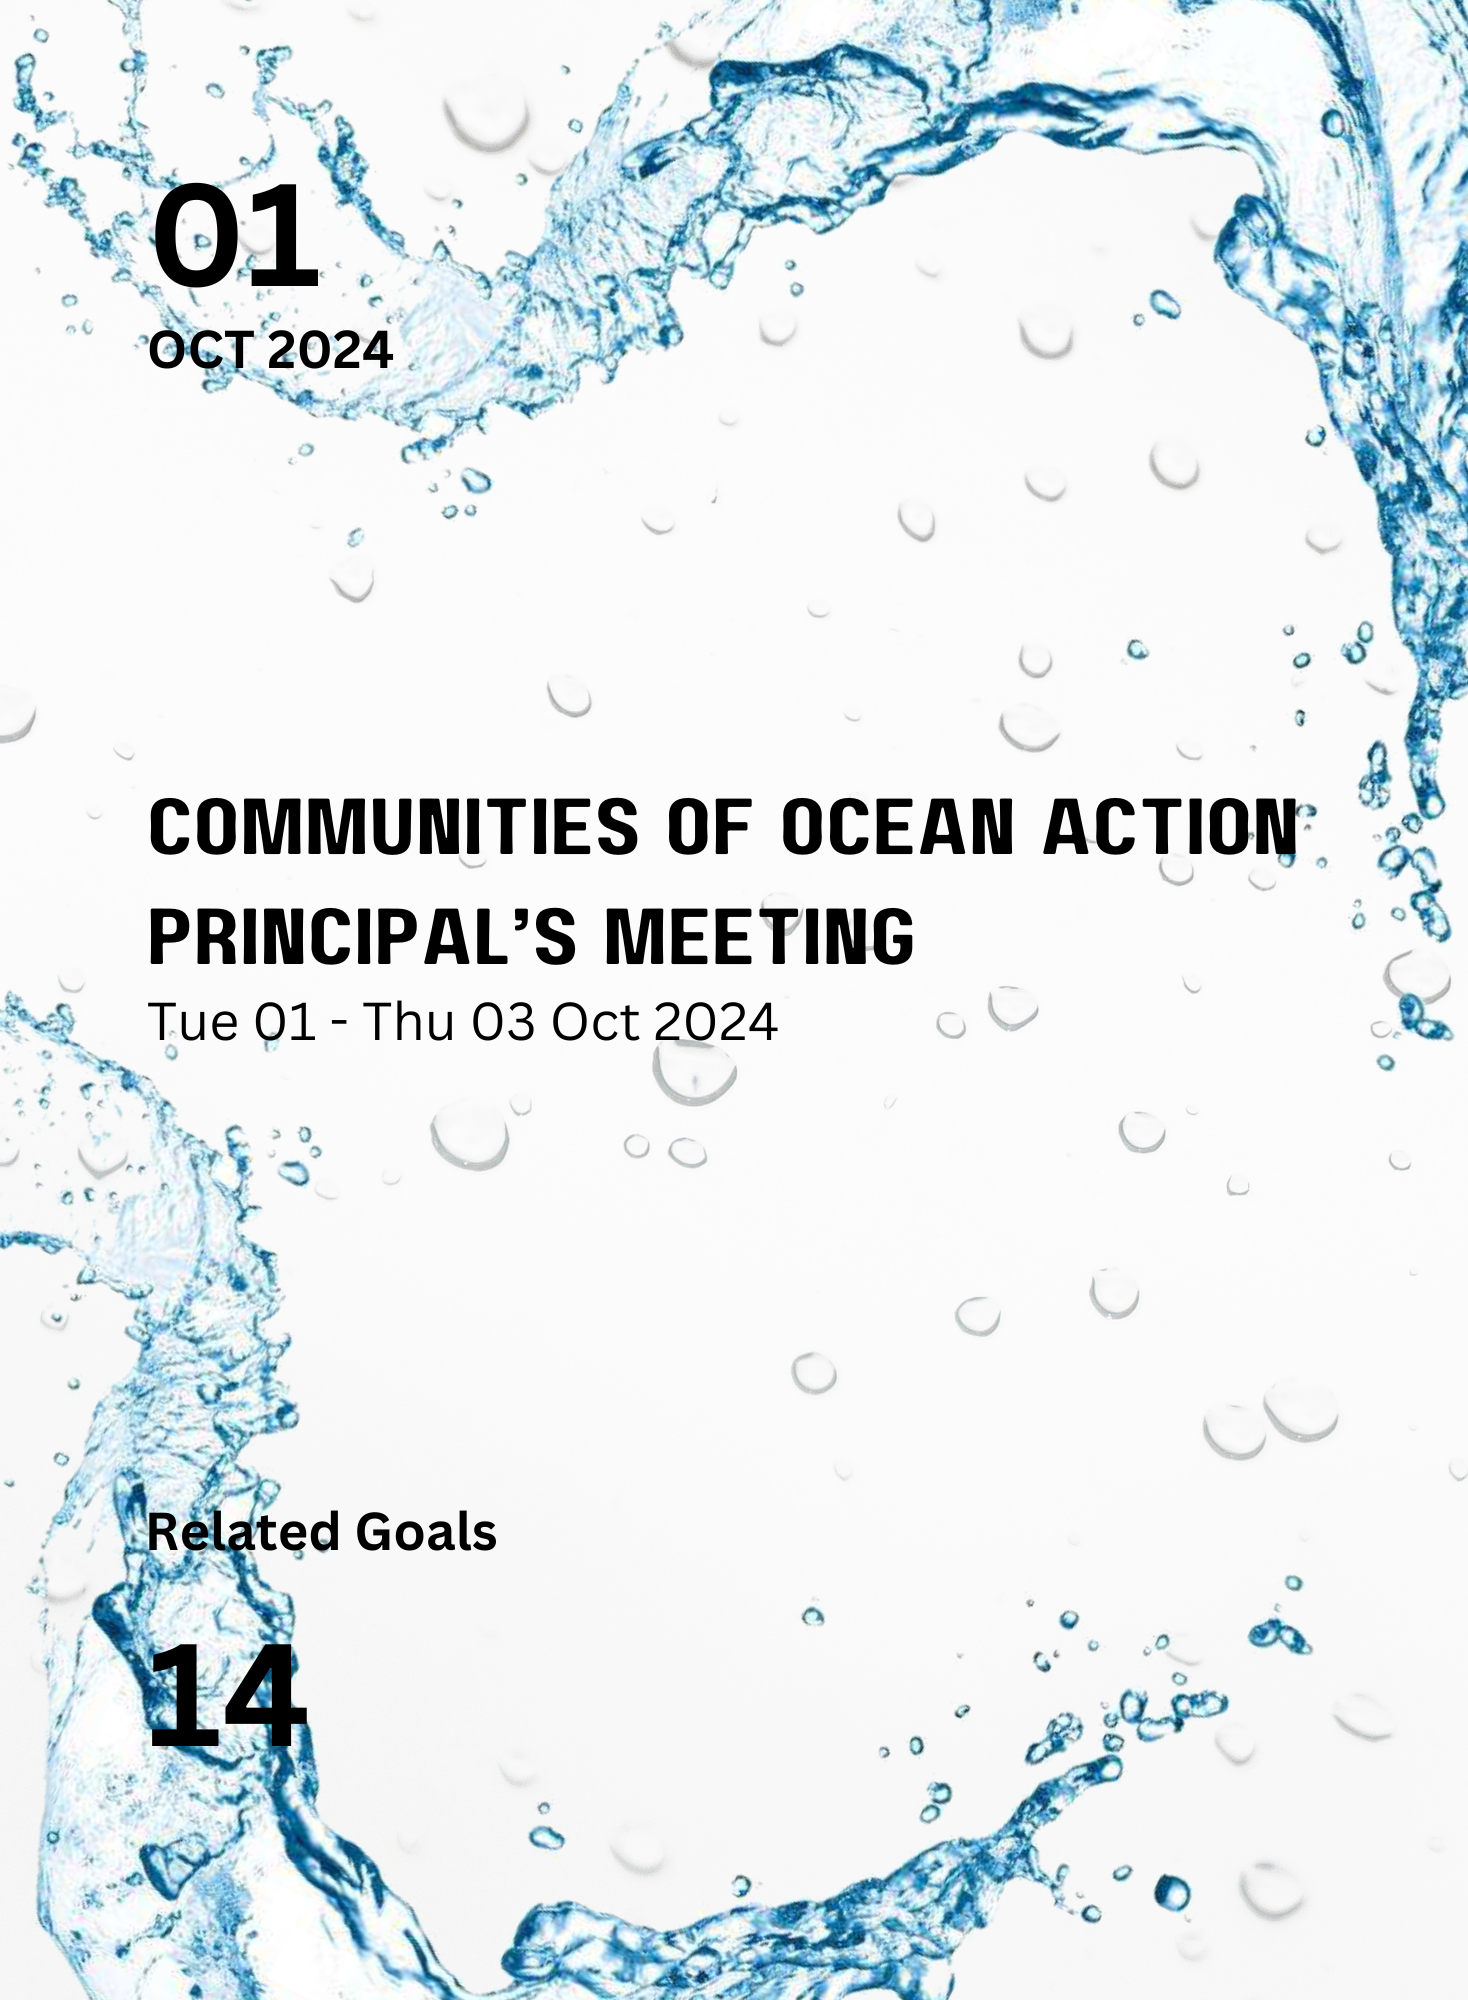 01
OCT 2024
COMMUNITIES OF OCEAN ACTION
PRINCIPAL’S MEETING
Tue 01 - Thu 03 Oct 2024
Related Goals
14